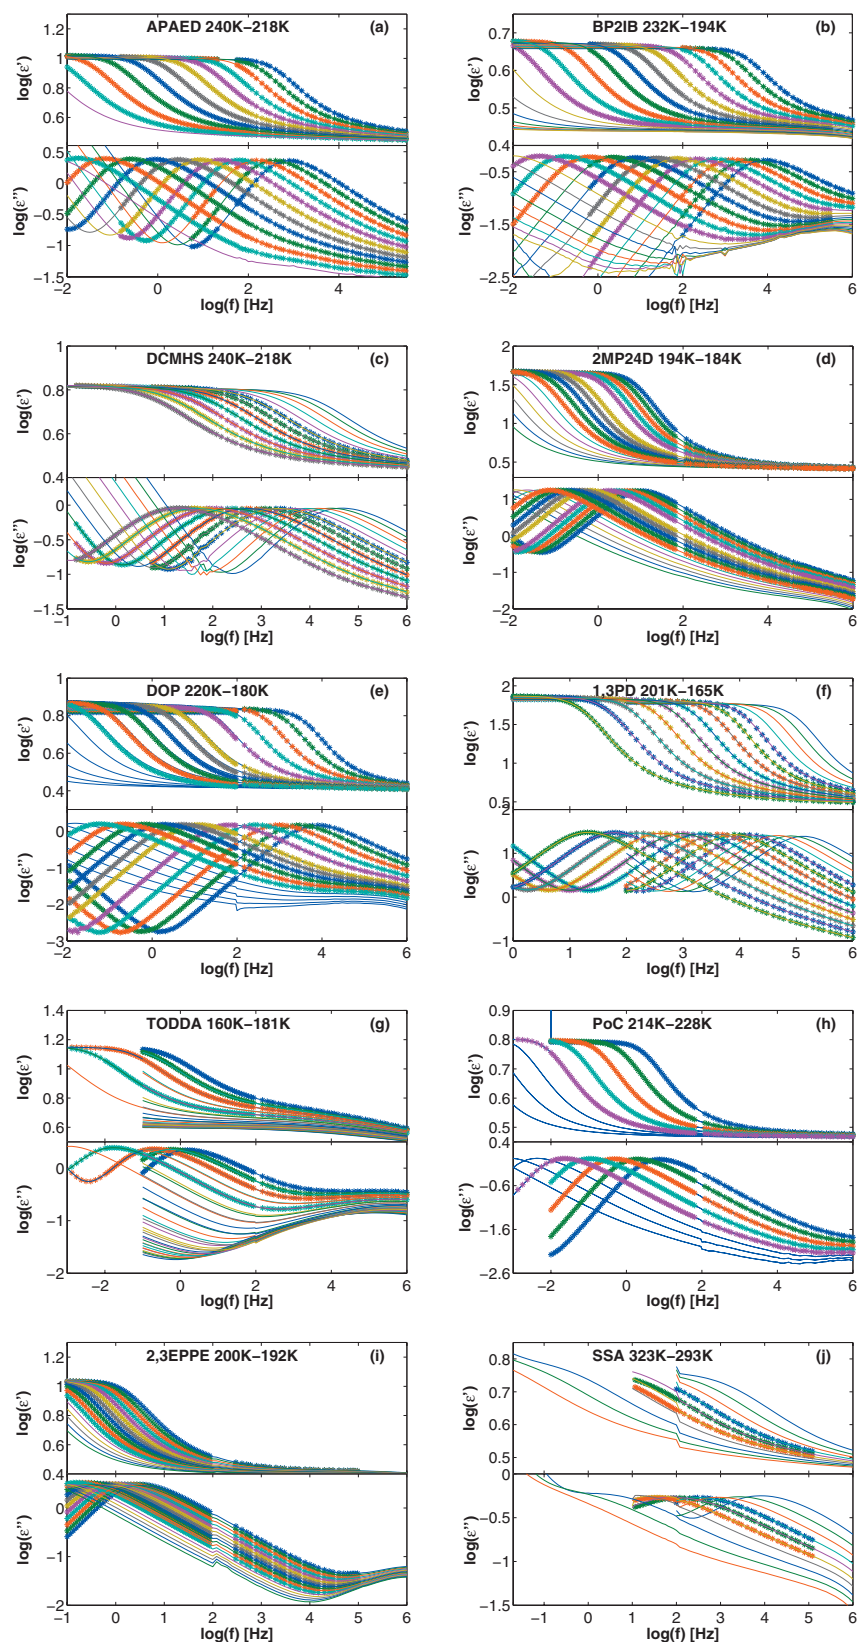 APAED 240K−218K (a)
1
0.8
0.6
log(ε')
0.5
0
−0.5
−1
−1.5
log(ε'')
−2 0 2 4
log(f) [Hz]
BP2IB 232K−194K (b)
0.7
0.6
0.5
0.4
log(ε')
−0.5
−1.5
−2.5
log(ε'')
−2 −1 0 1 2 3 4 5 6
log(f) [Hz]
DCMHS 240K−218K (c)
1
0.8
0.6
0.4
log(ε')
0
−0.5
−1
−1.5
log(ε'')
−1 0 1 2 3 4 5 6
log(f) [Hz]
2MP24D 194K−184K (d)
2
1.5
1
0.5
log(ε')
1
0
−1
−2
log(ε'')
−2 0 2 4 6
log(f) [Hz]
DOP 220K−180K (e)
1
0.8
0.6
0.4
log(ε')
0
−1
−2
−3
log(ε'')
−2 0 2 4 6
log(f) [Hz]
1,3PD 201K−165K (f)
2
1.5
1
0.5
log(ε')
2
1
0
−1
log(ε'')
0 1 2 3 4 5 6
log(f) [Hz]
TODDA 160K−181K (g)
1.4
1.2
1
0.8
0.6
log(ε')
0
−1
−2
log(ε'')
−2 0 2 4 6
log(f) [Hz]
PoC 214K−228K (h)
0.9
0.8
0.7
0.6
0.5
log(ε')
0.4
−0.6
−1.6
−2.6
log(ε'')
−2 0 2 4 6
log(f) [Hz]
2,3EPPE 200K−192K (i)
1.2
1
0.8
0.6
0.4
log(ε')
0
−1
−2
log(ε'')
−1 0 1 2 3 4 5 6
log(f) [Hz]
SSA 323K−293K (j)
0.8
0.7
0.6
0.5
log(ε')
0
−0.5
−1
−1.5
log(ε'')
−1 0 1 2 3 4 5 6
log(f) [Hz]